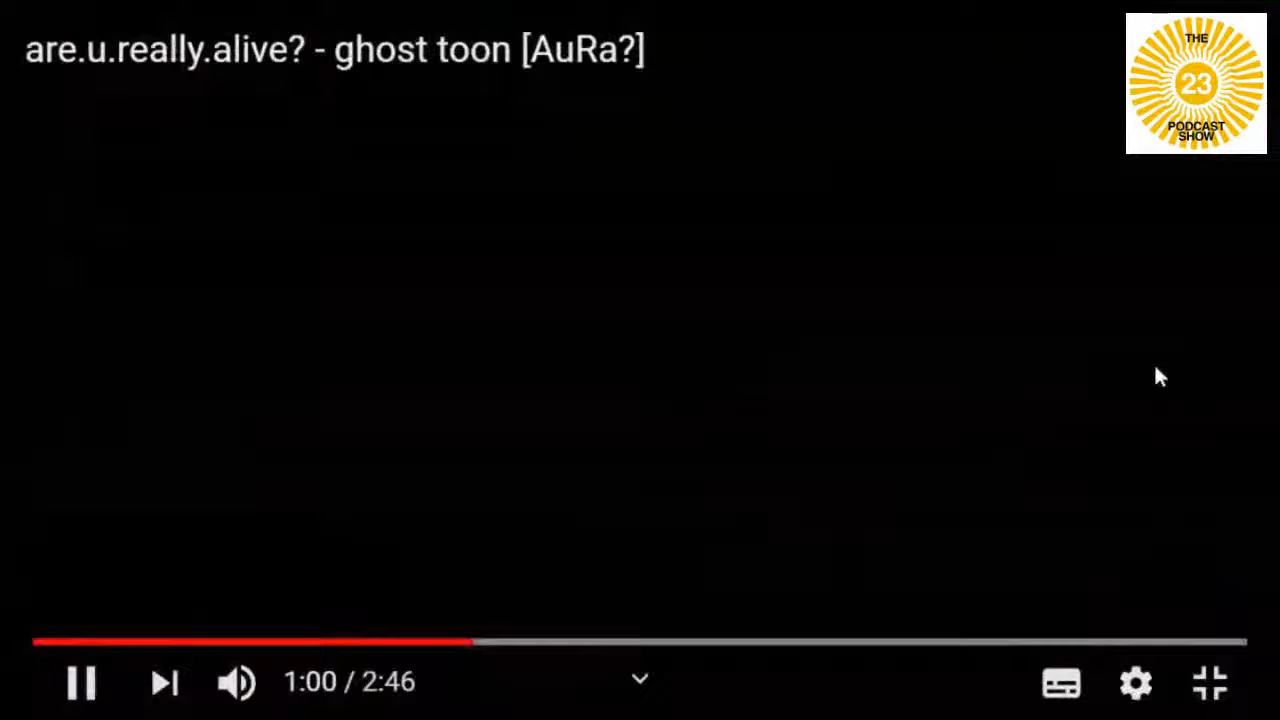 are.u.really.alive? - ghost toon [AuRa?]
THE
23
PODCAST
SHOW
1:00 / 2:46